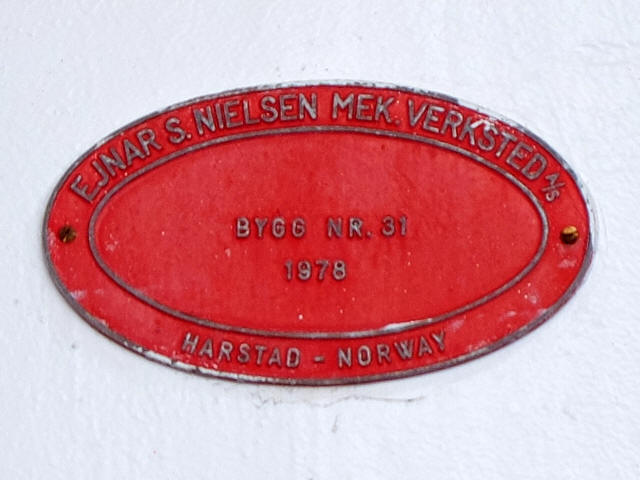 EJNAR S. NIELSEN MEK. VERKSTED A/S
BYGG NR. 31
1978
HARSTAD - NORWAY